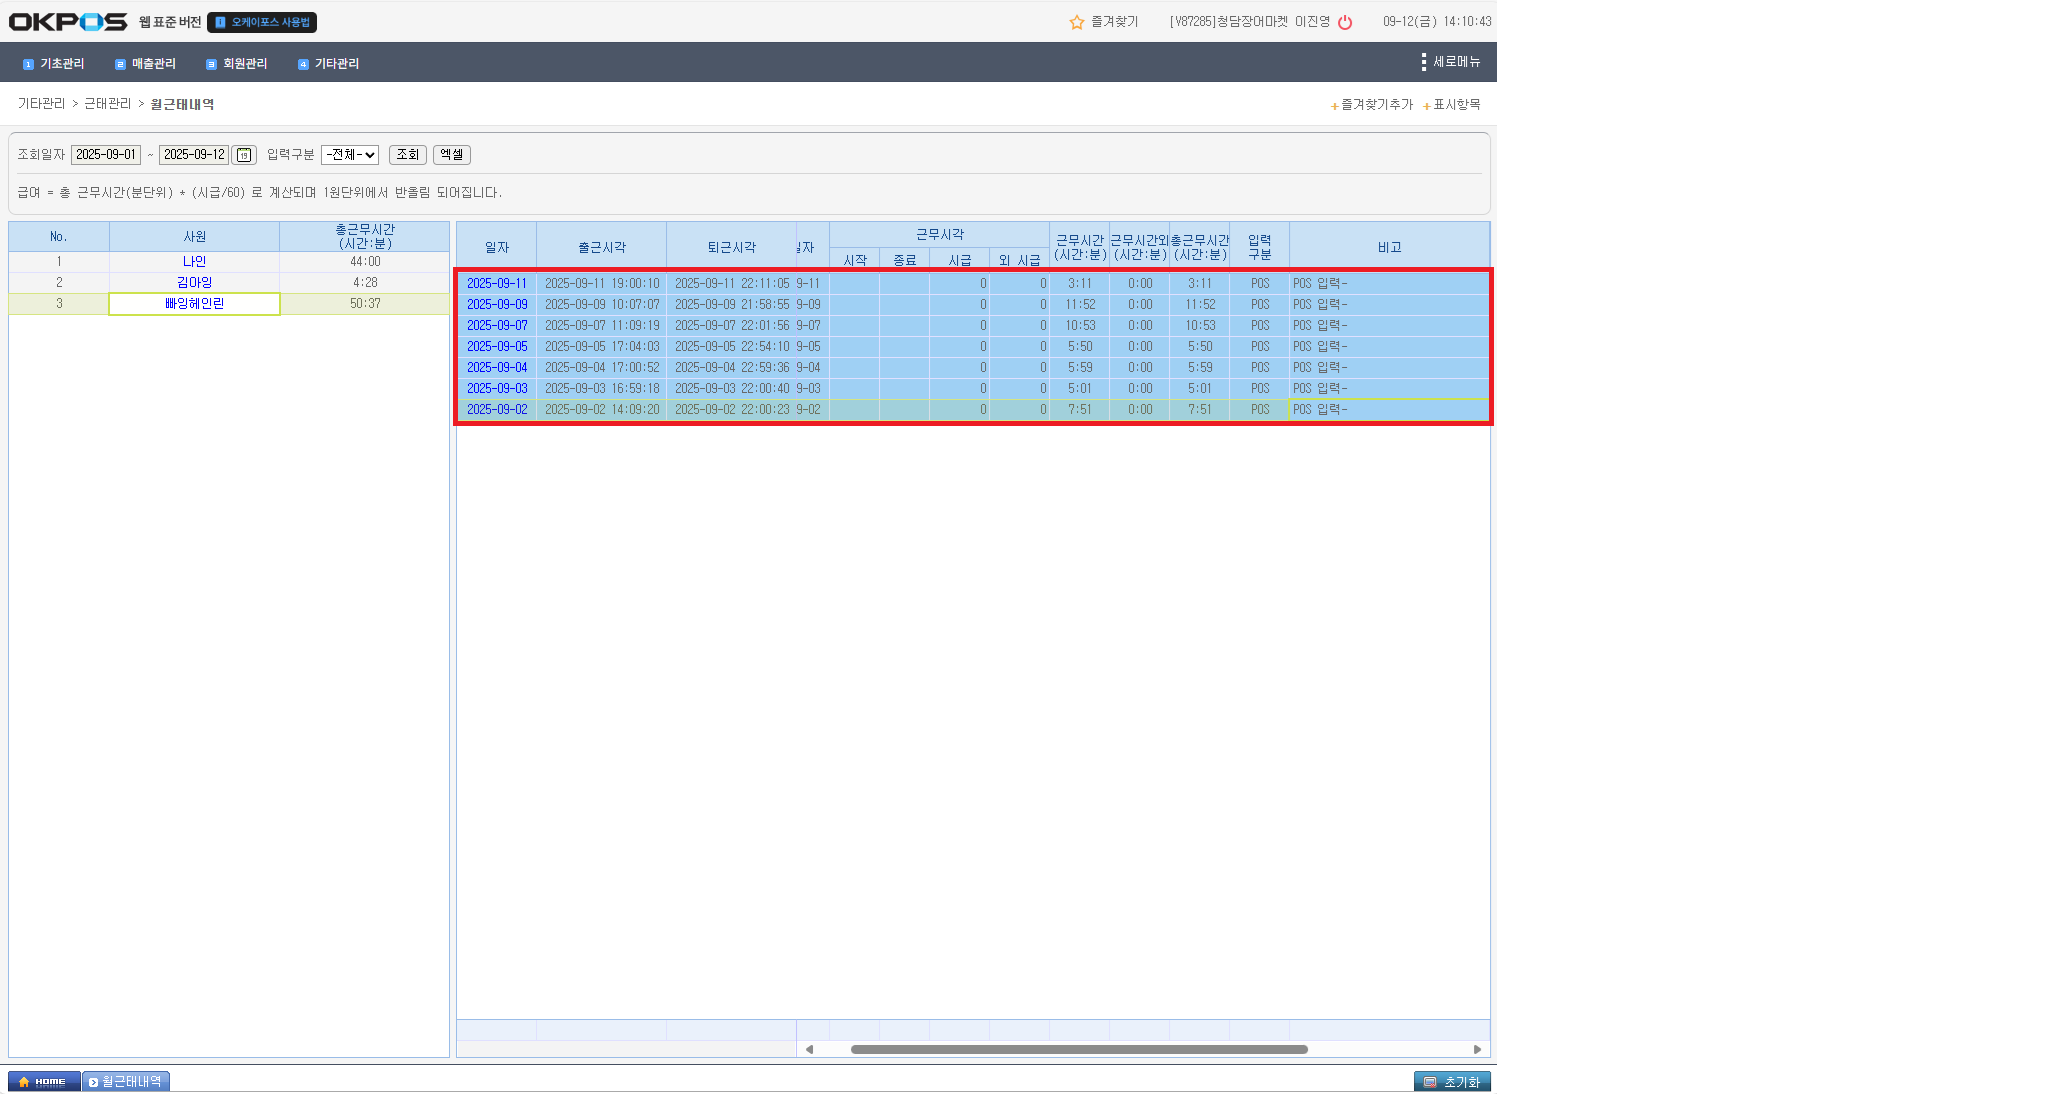 OKPOS 웹 표준 버전 오케이포스 사용법 즐겨찾기 [V87285]청담장어마켓 이진영 09-12(금) 14:10:43
1 기초관리 2 매출관리 3 회원관리 4 기타관리 세로메뉴
기타관리 > 근태관리 > 월근태내역 +즐겨찾기추가 +표시항목
조회일자 2025-09-01 ~ 2025-09-12 19 입력구분 -전체- 조회 엑셀
급여 = 총 근무시간(분단위) * (시급/60) 로 계산되며 1원단위에서 반올림 되어집니다.
No. 사원 총근무시간
(시간:분)
1 나인 44:00
2 김아잉 4:28
3 빠잉헤인린 50:37
일자 출근시각 퇴근시각 일자 근무시각 근무시간
(시간:분) 근무시간외
(시간:분) 총근무시간
(시간:분) 입력
구분 비고
시작 종료 시급 외 시급
2025-09-11 2025-09-11 19:00:10 2025-09-11 22:11:05 9-11 0 0 3:11 0:00 3:11 POS POS 입력-
2025-09-09 2025-09-09 10:07:07 2025-09-09 21:58:55 9-09 0 0 11:52 0:00 11:52 POS POS 입력-
2025-09-07 2025-09-07 11:09:19 2025-09-07 22:01:56 9-07 0 0 10:53 0:00 10:53 POS POS 입력-
2025-09-05 2025-09-05 17:04:03 2025-09-05 22:54:10 9-05 0 0 5:50 0:00 5:50 POS POS 입력-
2025-09-04 2025-09-04 17:00:52 2025-09-04 22:59:36 9-04 0 0 5:59 0:00 5:59 POS POS 입력-
2025-09-03 2025-09-03 16:59:18 2025-09-03 22:00:40 9-03 0 0 5:01 0:00 5:01 POS POS 입력-
2025-09-02 2025-09-02 14:09:20 2025-09-02 22:00:23 9-02 0 0 7:51 0:00 7:51 POS POS 입력-
HOME 월근태내역 초기화